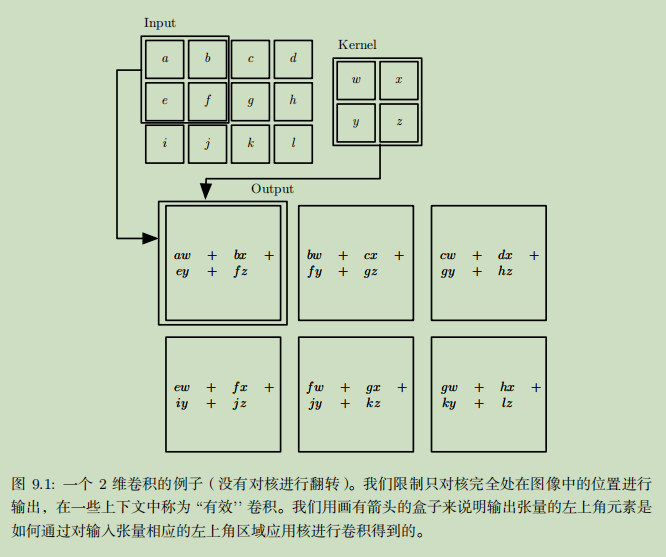 Input
Kernel
a b c d
w x
e f g h
y z
i j k l
Output
aw + bx + bw + cx + cw + dx +
ey + fz fy + gz gy + hz
ew + fx + fw + gx + gw + hx +
iy + jz jy + kz ky + lz
图 9.1: 一个 2 维卷积的例子（没有对核进行翻转）。我们限制只对核完全处在图像中的位置进行
输出，在一些上下文中称为 “有效’’ 卷积。我们用画有箭头的盒子来说明输出张量的左上角元素是
如何通过对输入张量相应的左上角区域应用核进行卷积得到的。